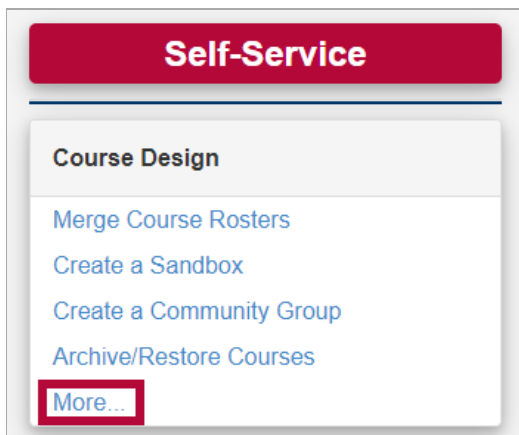 Self-Service
Course Design
Merge Course Rosters
Create a Sandbox
Create a Community Group
Archive/Restore Courses
More...